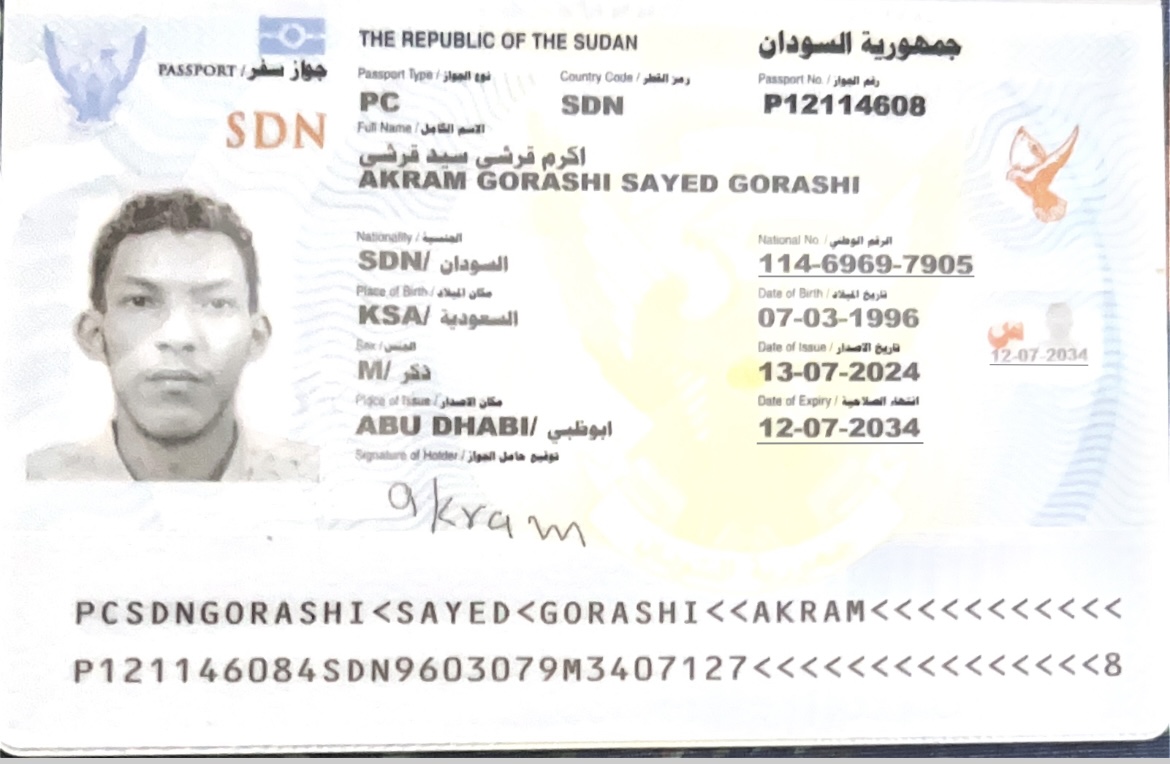 THE REPUBLIC OF THE SUDAN
جمهورية السودان
PASSPORT / جواز سفر
SDN
Passport Type / نوع الجواز
Country Code / رمز القطر
Passport No. / رقم الجواز
PC
SDN
P12114608
Full Name / الاسم الكامل
اكرم قرشي سيد قرشي
AKRAM GORASHI SAYED GORASHI
Nationality / الجنسية
National No. / الرقم الوطني
SDN/ السودان
114-6969-7905
Place of Birth / مكان الميلاد
Date of Birth / تاريخ الميلاد
KSA/ السعودية
07-03-1996
Sex / الجنس
Date of Issue / تاريخ الاصدار
M/ ذكر
13-07-2024
س
12-07-2034
Place of Issue / مكان الاصدار
Date of Expiry / انتهاء الصلاحية
ABU DHABI/ ابوظبي
12-07-2034
Signature of Holder / توقيع حامل الجواز
akram
PCSDNGORASHI<SAYED<GORASHI<<AKRAM<<<<<<<<<<<
P121146084SDN9603079M3407127<<<<<<<<<<<<<<<8